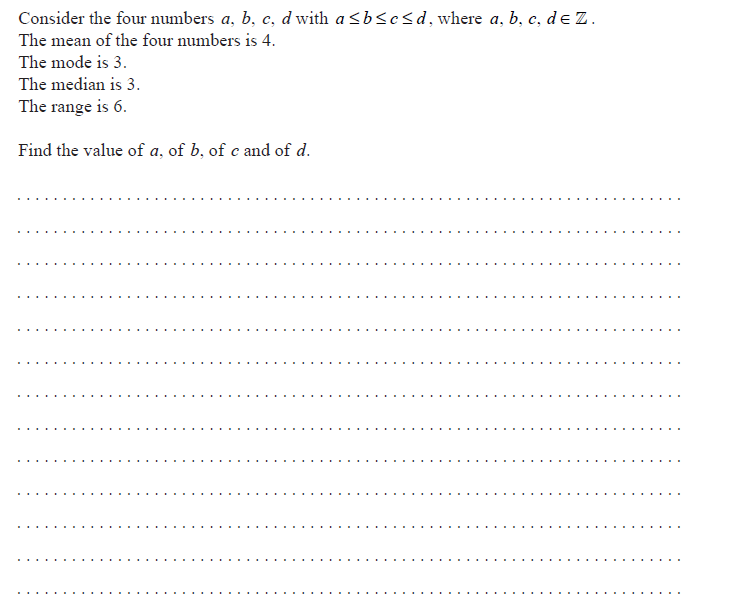 Consider the four numbers a, b, c, d with a ≤ b ≤ c ≤ d, where a, b, c, d ∈ ℤ.
The mean of the four numbers is 4.
The mode is 3.
The median is 3.
The range is 6.
Find the value of a, of b, of c and of d.